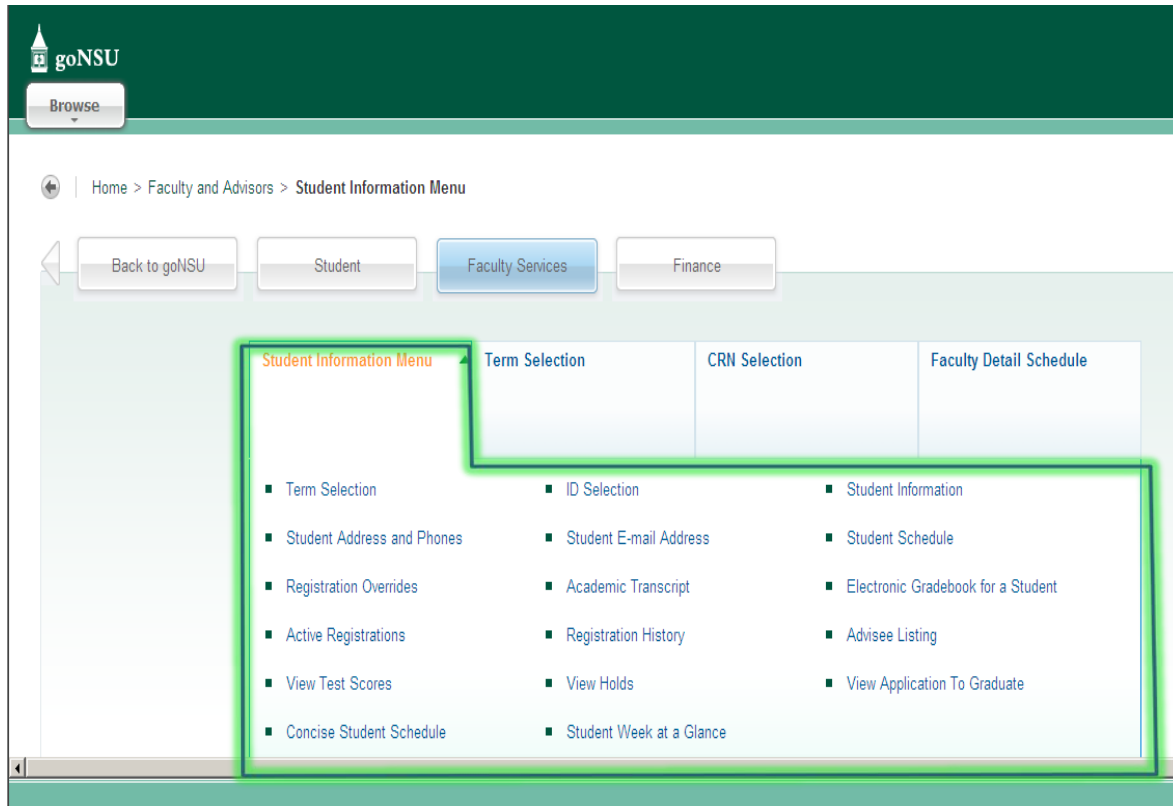 goNSU
Browse
Home > Faculty and Advisors > Student Information Menu
Back to goNSU Student Faculty Services Finance
Student Information Menu Term Selection CRN Selection Faculty Detail Schedule
Term Selection ID Selection Student Information
Student Address and Phones Student E-mail Address Student Schedule
Registration Overrides Academic Transcript Electronic Gradebook for a Student
Active Registrations Registration History Advisee Listing
View Test Scores View Holds View Application To Graduate
Concise Student Schedule Student Week at a Glance